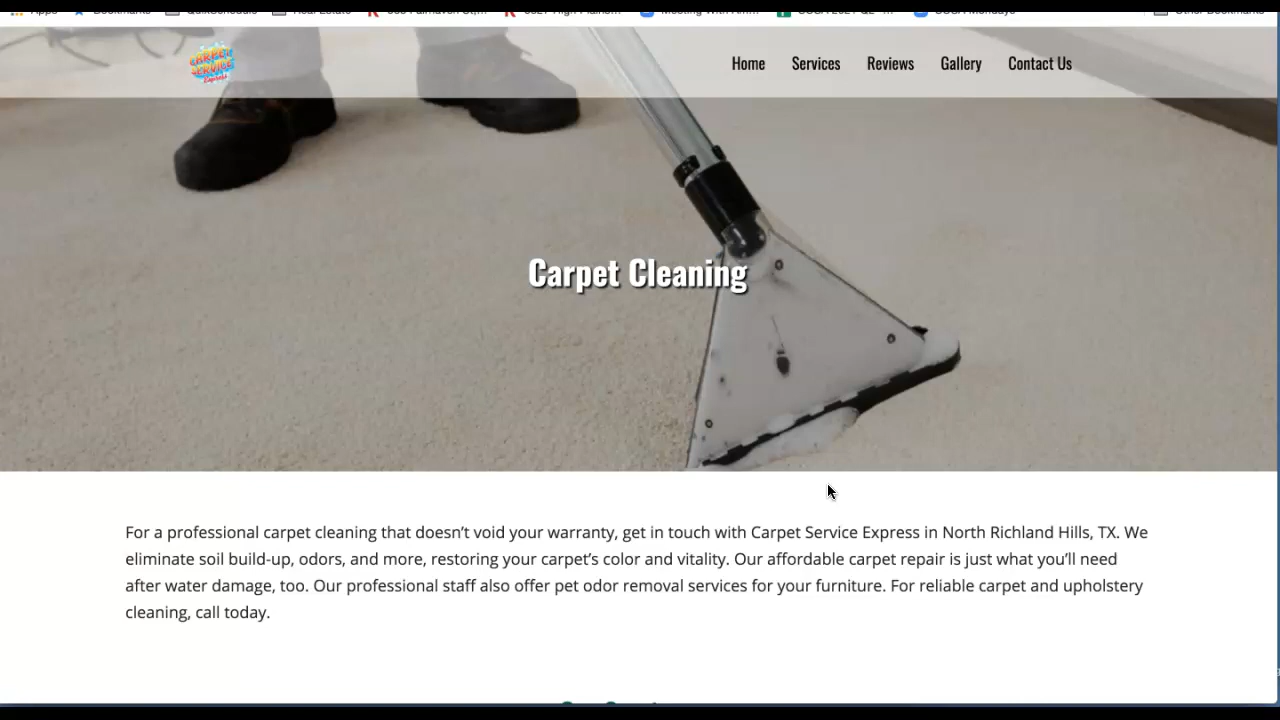 CARPET
SERVICE
Express
Home Services Reviews Gallery Contact Us
Carpet Cleaning
For a professional carpet cleaning that doesn’t void your warranty, get in touch with Carpet Service Express in North Richland Hills, TX. We
eliminate soil build-up, odors, and more, restoring your carpet’s color and vitality. Our affordable carpet repair is just what you’ll need
after water damage, too. Our professional staff also offer pet odor removal services for your furniture. For reliable carpet and upholstery
cleaning, call today.